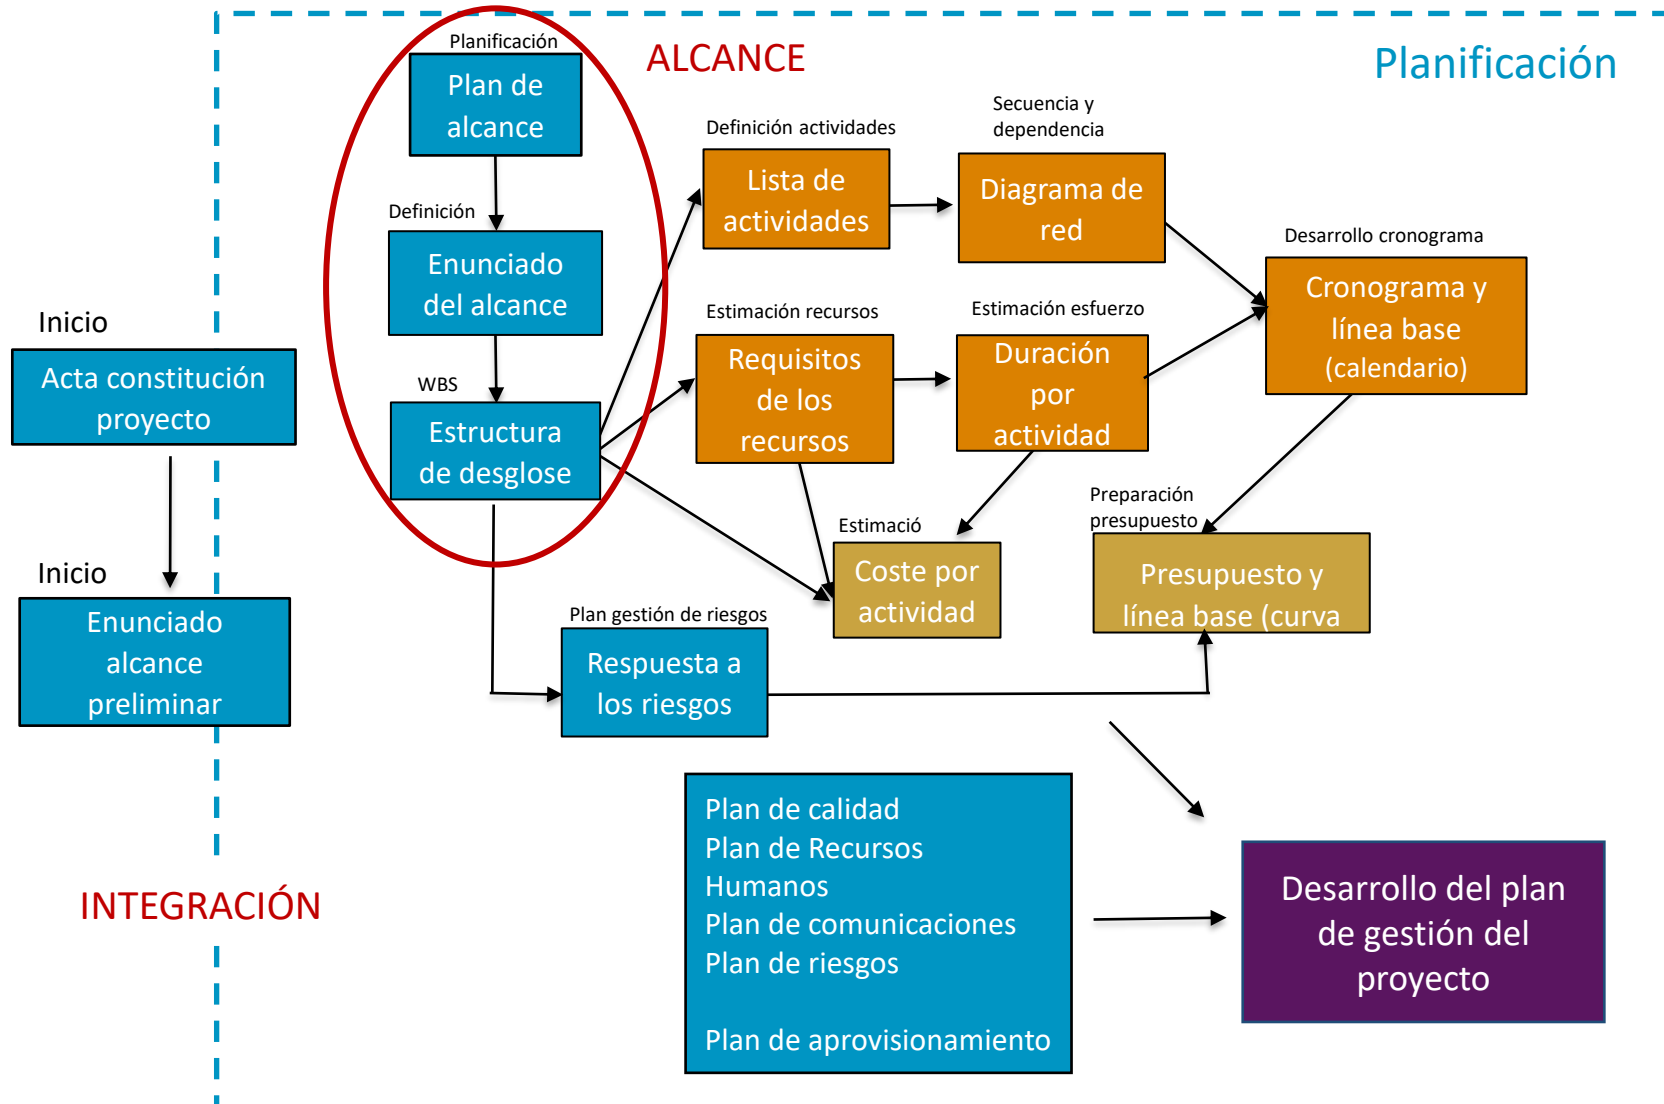 Planificación
ALCANCE
Planificación
Plan de
alcance
Secuencia y
dependencia
Definición actividades
Lista de
actividades
Diagrama de
red
Definición
Enunciado
del alcance
Desarrollo cronograma
Cronograma y
línea base
(calendario)
Inicio
Acta constitución
proyecto
Estimación recursos
Requisitos
de los
recursos
Estimación esfuerzo
Duración
por
actividad
WBS
Estructura
de desglose
Preparación
presupuesto
Presupuesto y
línea base (curva
Estimació
Coste por
actividad
Inicio
Enunciado
alcance
preliminar
Plan gestión de riesgos
Respuesta a
los riesgos
INTEGRACIÓN
Plan de calidad
Plan de Recursos
Humanos
Plan de comunicaciones
Plan de riesgos
Plan de aprovisionamiento
Desarrollo del plan
de gestión del
proyecto